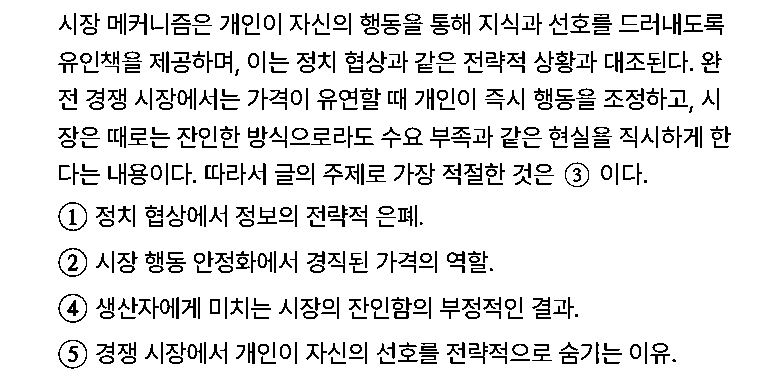 시장 메커니즘은 개인이 자신의 행동을 통해 지식과 선호를 드러내도록
유인책을 제공하며, 이는 정치 협상과 같은 전략적 상황과 대조된다. 완
전 경쟁 시장에서는 가격이 유연할 때 개인이 즉시 행동을 조정하고, 시
장은 때로는 잔인한 방식으로라도 수요 부족과 같은 현실을 직시하게 한
다는 내용이다. 따라서 글의 주제로 가장 적절한 것은 ③ 이다.
① 정치 협상에서 정보의 전략적 은폐.
② 시장 행동 안정화에서 경직된 가격의 역할.
④ 생산자에게 미치는 시장의 잔인함의 부정적인 결과.
⑤ 경쟁 시장에서 개인이 자신의 선호를 전략적으로 숨기는 이유.